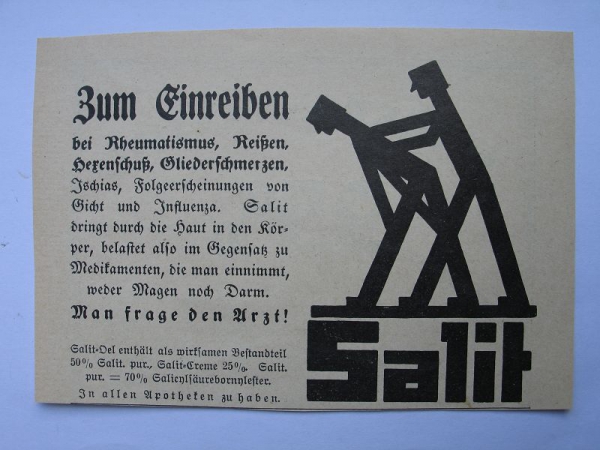 Zum Einreiben
bei Rheumatismus, Reißen,
Hexenschuß, Gliederschmerzen,
Ischias, Folgeerscheinungen von
Gicht und Influenza. Salit
dringt durch die Haut in den Kör-
per, belastet also im Gegensatz zu
Medikamenten, die man einnimmt,
weder Magen noch Darm.
Man frage den Arzt!
Salit-Oel enthält als wirksamen Bestandteil
50% Salit. pur., Salit-Creme 25%. Salit.
pur. = 70% Salicylsäurebornylester.
In allen Apotheken zu haben.
Salit